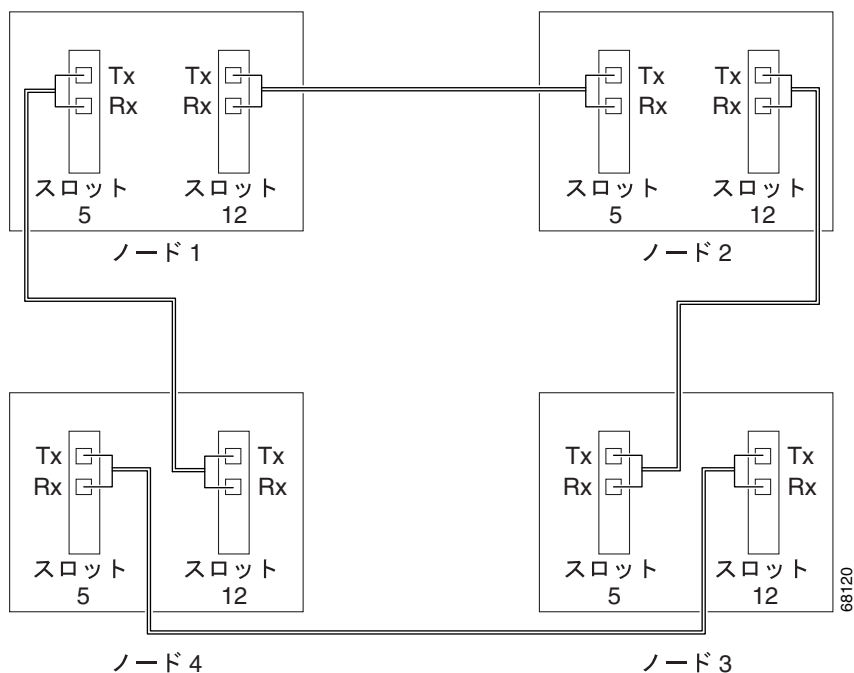 Tx Tx Tx Tx
Rx Rx Rx Rx
スロット スロット スロット スロット
5 12 5 12
ノード 1 ノード 2
Tx Tx Tx Tx
Rx Rx Rx Rx
スロット スロット スロット スロット
5 12 5 12
68120
ノード 4 ノード 3